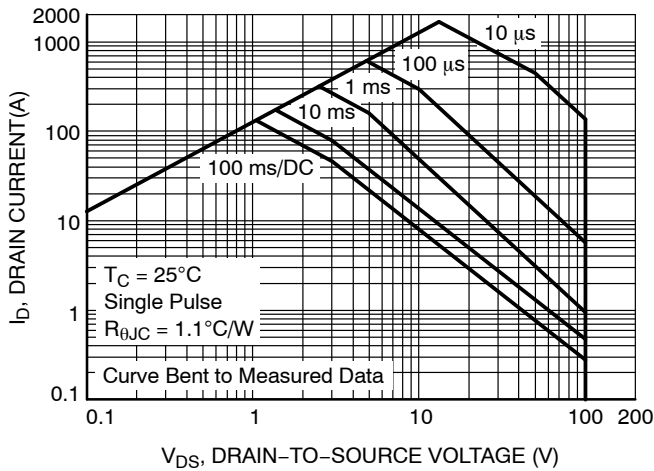 2000
1000
100
10
1
0.1
I_D, DRAIN CURRENT(A)
10 µs
100 µs
1 ms
10 ms
100 ms/DC
T_C = 25°C
Single Pulse
R_θJC = 1.1°C/W
Curve Bent to Measured Data
0.1 1 10 100 200
V_DS, DRAIN−TO−SOURCE VOLTAGE (V)